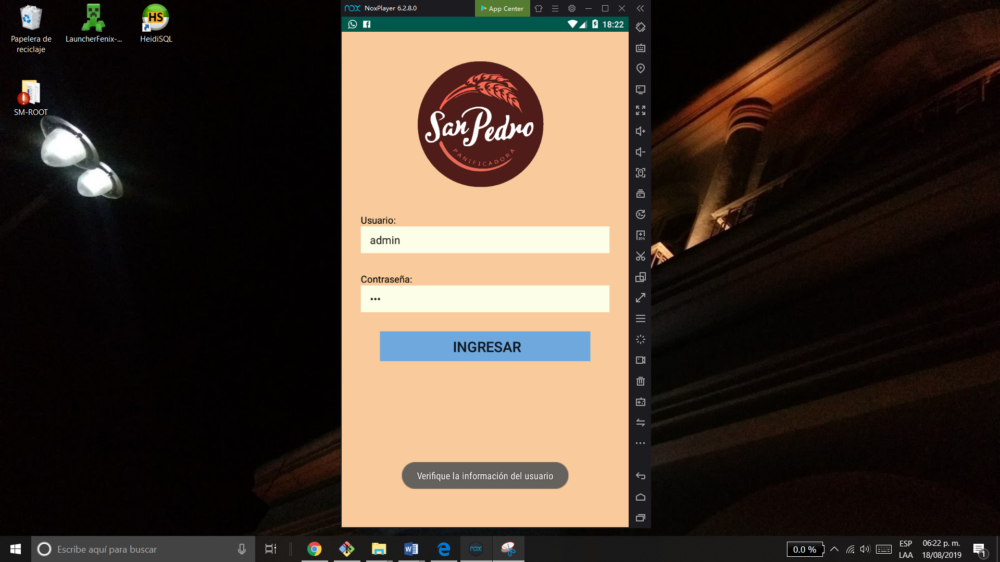 Papelera de
reciclaje
LauncherFenix-...
HS
HeidiSQL
SM-ROOT
nox NoxPlayer 6.2.8.0
App Center
18:22
San Pedro
PANIFICADORA
Usuario:
admin
Contraseña:
•••
INGRESAR
Verifique la información del usuario
Escribe aquí para buscar
nox
0.0 %
ESP
LAA
06:22 p. m.
18/08/2019
1